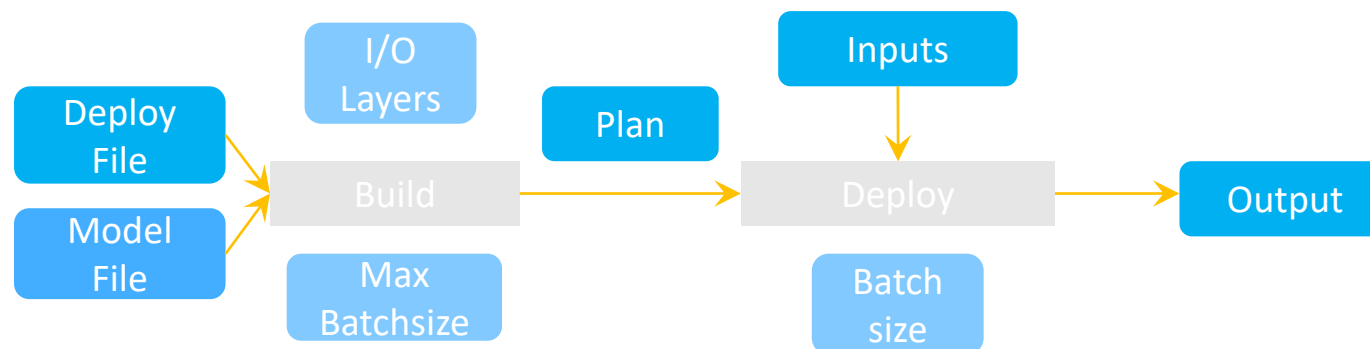 I/O
Layers
Inputs
Deploy
File
Plan
Build
Deploy
Output
Model
File
Max
Batchsize
Batch
size